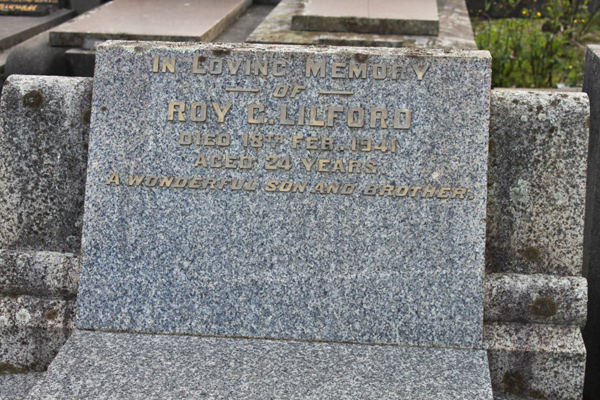 In Loving Memory
OF
ROY G. LILFORD
DIED 18TH FEB. 1941
AGED 24 YEARS.
A WONDERFUL SON AND BROTHER.